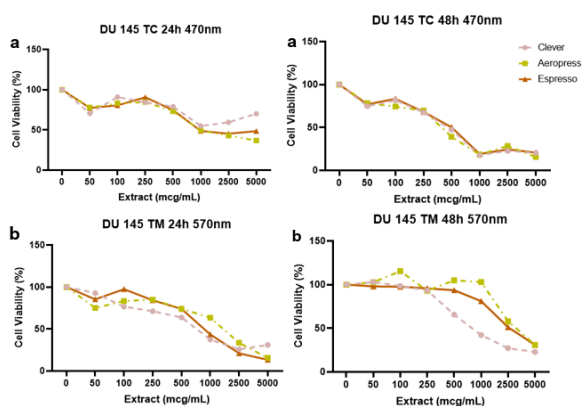 DU 145 TC 24h 470nm
a
150
100
50
0
Cell Viability (%)
0 50 100 250 500 1000 2500 5000
Extract (mcg/mL)
DU 145 TC 48h 470nm
a
150
100
50
0
Cell Viability (%)
0 50 100 250 500 1000 2500 5000
Extract (mcg/mL)
Clever
Aeropress
Espresso
DU 145 TM 24h 570nm
b
150
100
50
0
Cell Viability (%)
0 50 100 250 500 1000 2500 5000
Extract (mcg/mL)
DU 145 TM 48h 570nm
b
150
100
50
0
Cell Viability (%)
0 50 100 250 500 1000 2500 5000
Extract (mcg/mL)